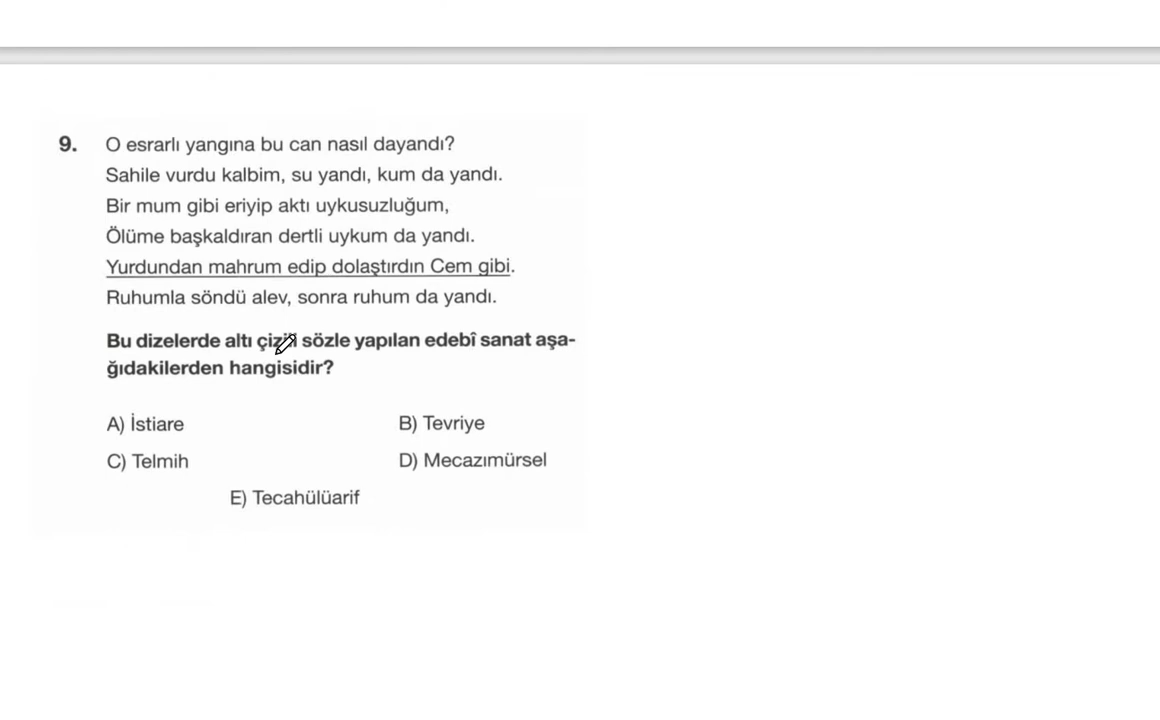 9. O esrarlı yangına bu can nasıl dayandı?
Sahile vurdu kalbim, su yandı, kum da yandı.
Bir mum gibi eriyip aktı uykusuzluğum,
Ölüme başkaldıran dertli uykum da yandı.
Yurdundan mahrum edip dolaştırdın Cem gibi.
Ruhumla söndü alev, sonra ruhum da yandı.
Bu dizelerde altı çizili sözle yapılan edebî sanat aşa-
ğıdakilerden hangisidir?
A) İstiare B) Tevriye
C) Telmih D) Mecazımürsel
E) Tecahülüarif